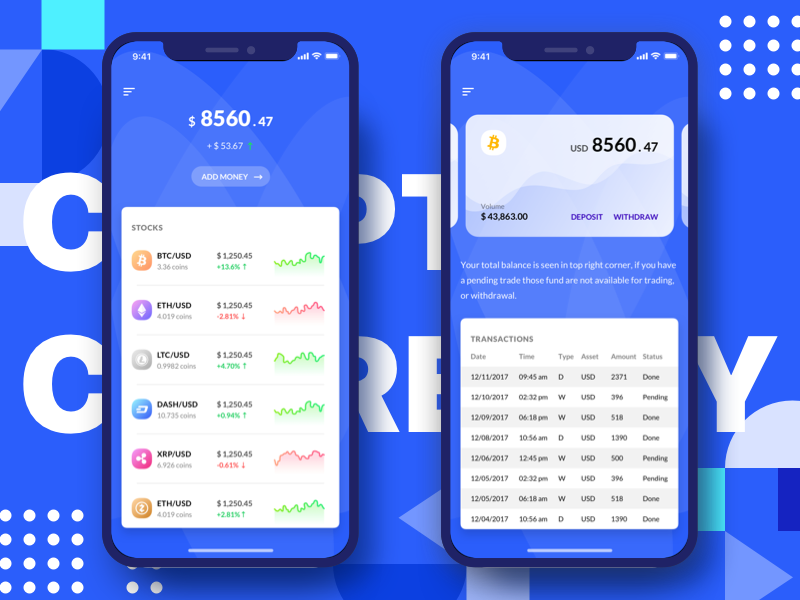 CRYPTO
CURRENCY
9:41
$ 8560.47
+ $ 53.67 ↑
ADD MONEY →
STOCKS
BTC/USD $ 1,250.45
3.36 coins +13.6% ↑
ETH/USD $ 1,250.45
4.019 coins -2.81% ↓
LTC/USD $ 1,250.45
0.9982 coins +4.70% ↑
DASH/USD $ 1,250.45
10.735 coins +0.94% ↑
XRP/USD $ 1,250.45
6.926 coins -0.61% ↓
ETH/USD $ 1,250.45
4.019 coins +2.81% ↑
9:41
USD 8560.47
Volume
$ 43,863.00 DEPOSIT WITHDRAW
Your total balance is seen in top right corner, if you have
a pending trade those fund are not available for trading,
or withdrawal.
TRANSACTIONS
Date Time Type Asset Amount Status
12/11/2017 09:45 am D USD 2371 Done
12/10/2017 02:32 pm W USD 396 Pending
12/09/2017 06:18 pm W USD 518 Done
12/08/2017 10:56 am D USD 1390 Done
12/06/2017 12:45 pm W USD 500 Pending
12/05/2017 02:32 pm W USD 396 Pending
12/05/2017 06:18 am W USD 518 Done
12/04/2017 10:56 am D USD 1390 Done